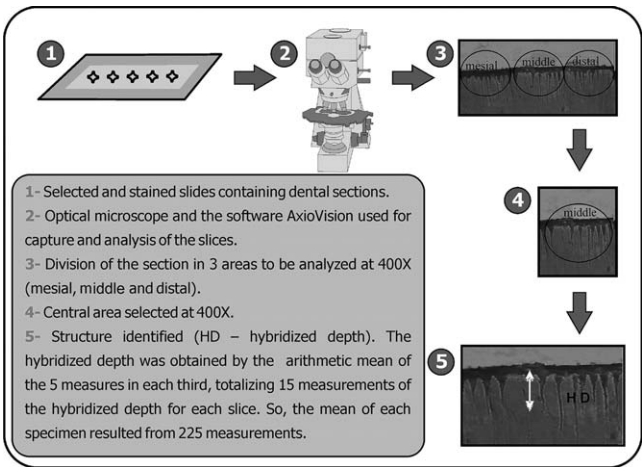 1
2
3
mesial
middle
distal
4
middle
5
H D
1- Selected and stained slides containing dental sections.
2- Optical microscope and the software AxioVision used for
capture and analysis of the slices.
3- Division of the section in 3 areas to be analyzed at 400X
(mesial, middle and distal).
4- Central area selected at 400X.
5- Structure identified (HD – hybridized depth). The
hybridized depth was obtained by the arithmetic mean of
the 5 measures in each third, totalizing 15 measurements of
the hybridized depth for each slice. So, the mean of each
specimen resulted from 225 measurements.